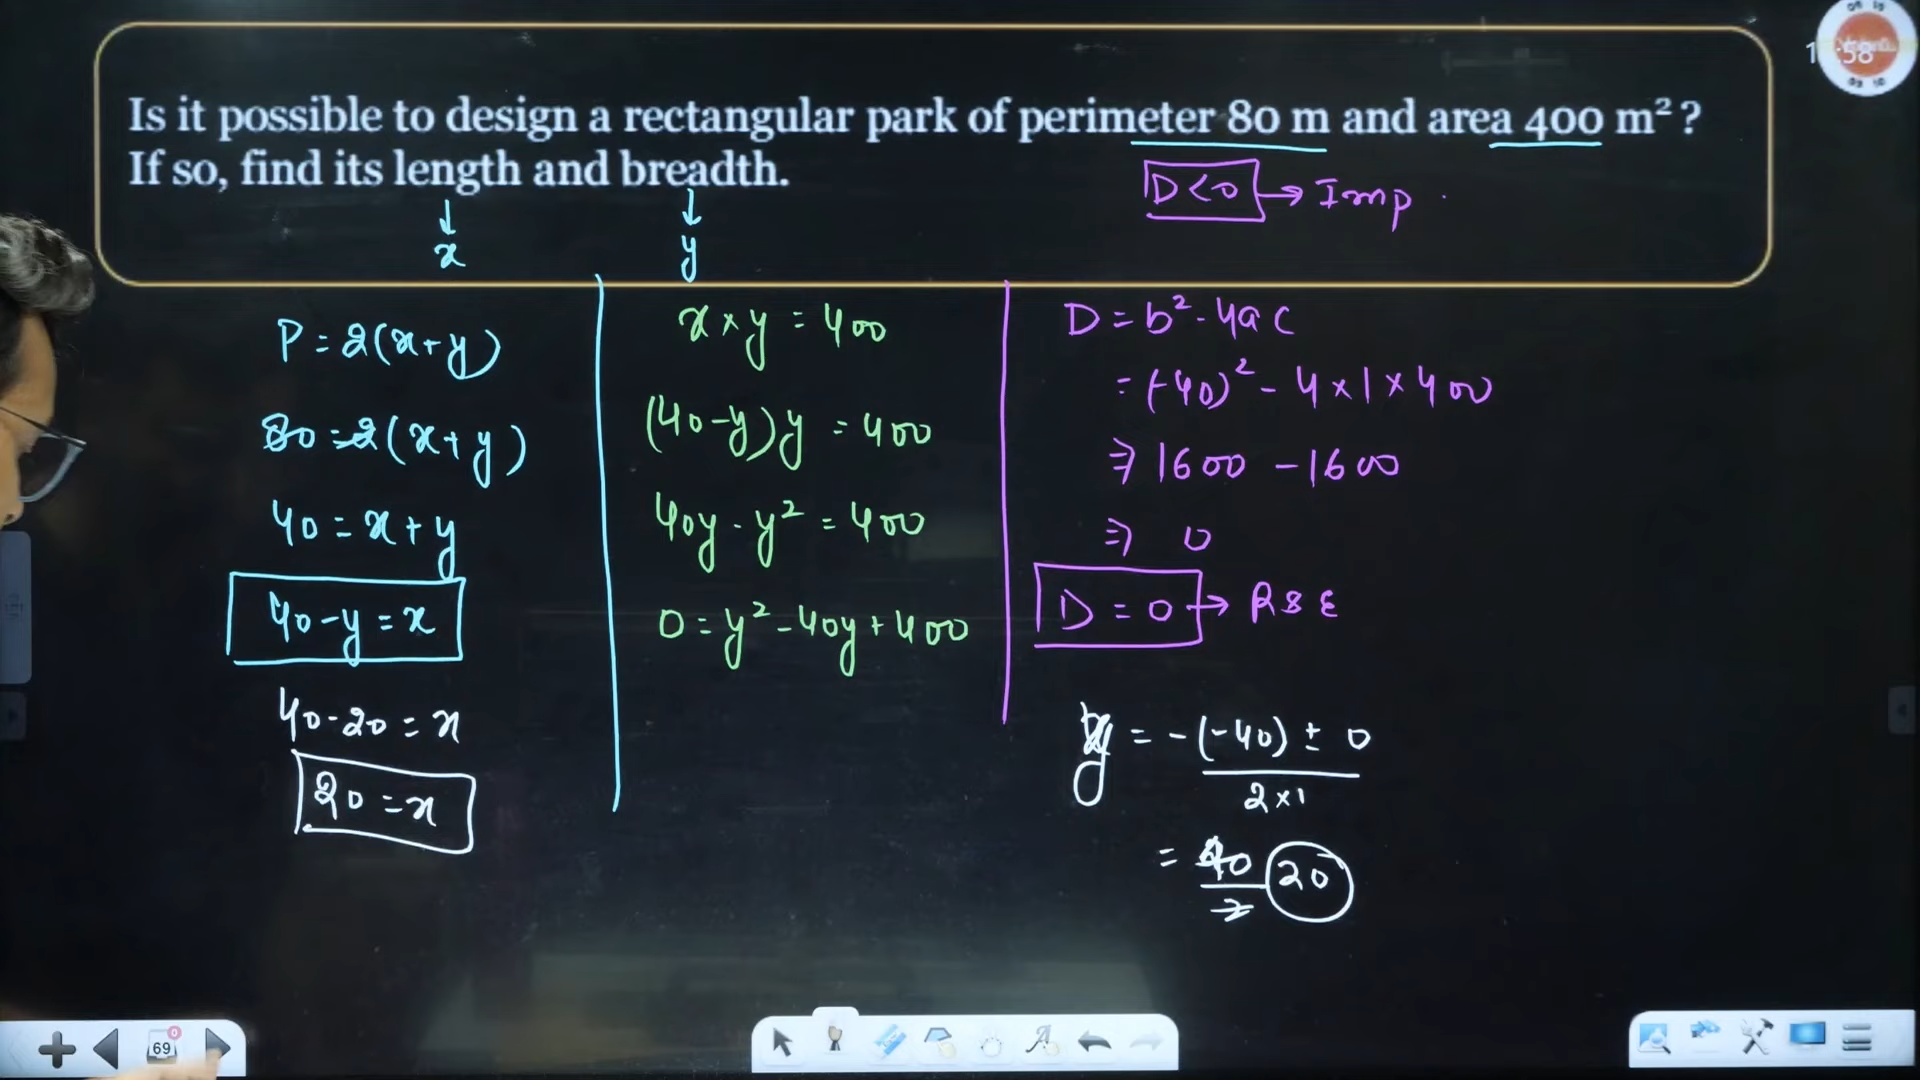 Is it possible to design a rectangular park of perimeter 80 m and area 400 m² ?
If so, find its length and breadth.
D<0 → Imp
↓ x
↓ y
P = 2(x+y)
80 = 2(x+y)
40 = x+y
40-y = x
40-20 = x
20 = x
x × y = 400
(40-y)y = 400
40y - y² = 400
0 = y² - 40y + 400
D = b² - 4ac
= (-40)² - 4 × 1 × 400
⇒ 1600 - 1600
⇒ 0
D = 0 → R & E
y = -(-40) ± 0
2×1
= 40 20
2
69
0